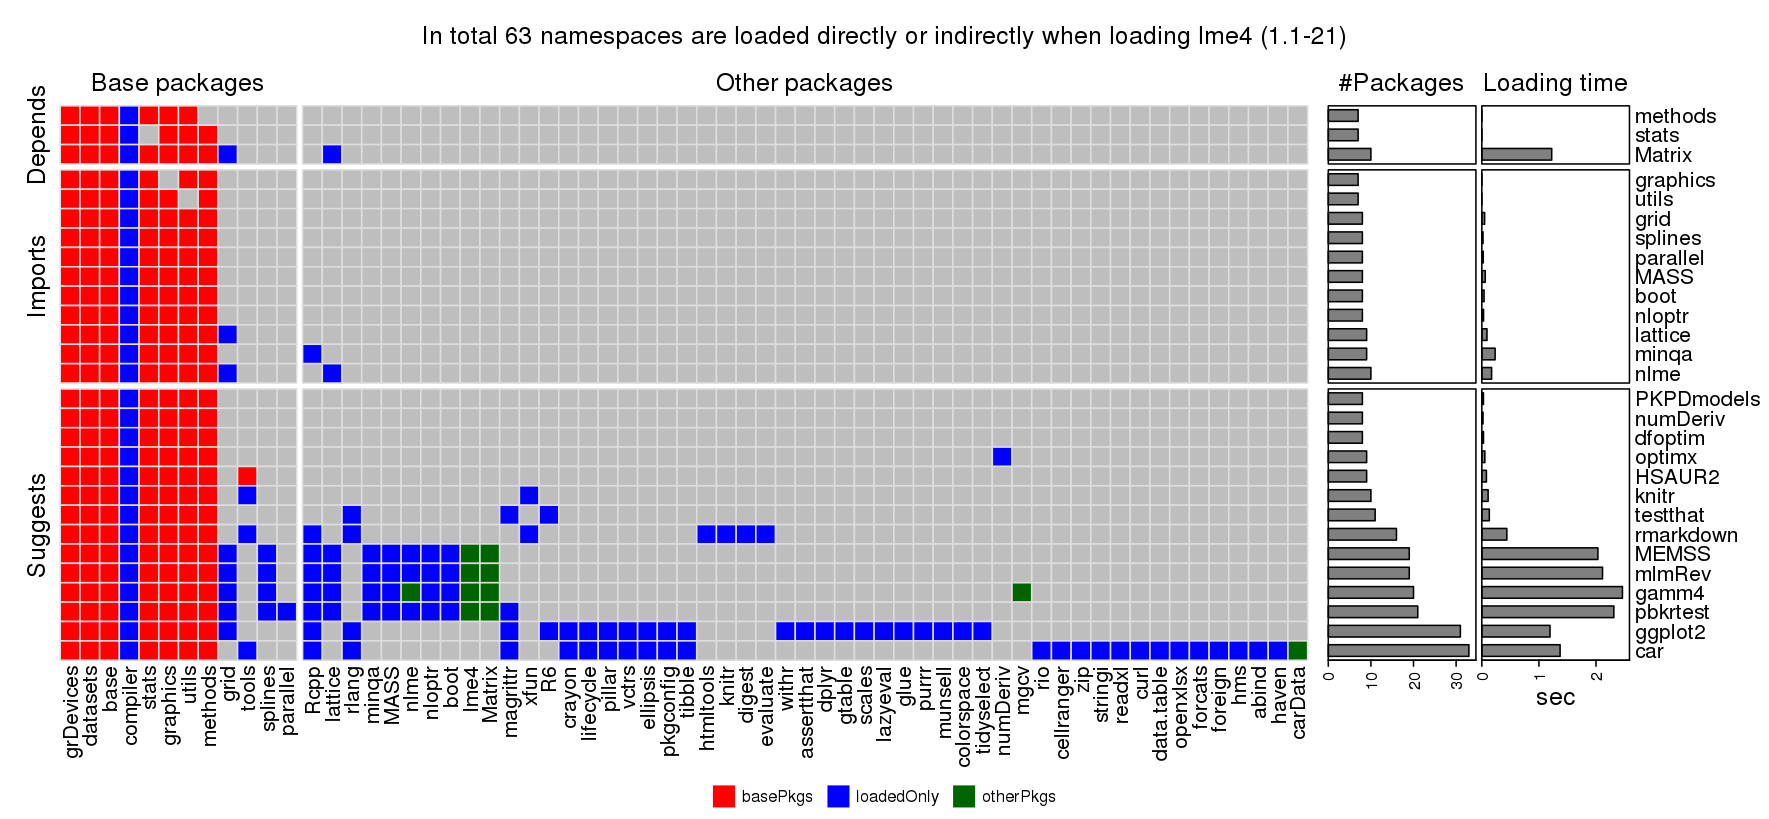 In total 63 namespaces are loaded directly or indirectly when loading lme4 (1.1-21)
Base packages
Other packages
#Packages
Loading time
Depends
methods
stats
Matrix
Imports
graphics
utils
grid
splines
parallel
MASS
boot
nloptr
lattice
minqa
nlme
Suggests
PKPDmodels
numDeriv
dfoptim
optimx
HSAUR2
knitr
testthat
rmarkdown
MEMSS
mlmRev
gamm4
pbkrtest
ggplot2
car
grDevices
datasets
base
compiler
stats
graphics
utils
methods
grid
tools
splines
parallel
Rcpp
lattice
rlang
minqa
MASS
nlme
nloptr
boot
lme4
Matrix
magrittr
xfun
R6
crayon
lifecycle
pillar
vctrs
ellipsis
pkgconfig
tibble
htmltools
knitr
digest
evaluate
withr
assertthat
dplyr
gtable
scales
lazyeval
glue
purrr
munsell
colorspace
tidyselect
numDeriv
mgcv
rio
cellranger
zip
stringi
readxl
curl
data.table
openxlsx
forcats
foreign
hms
abind
haven
carData
0
10
20
30
0
1
2
sec
basePkgs
loadedOnly
otherPkgs